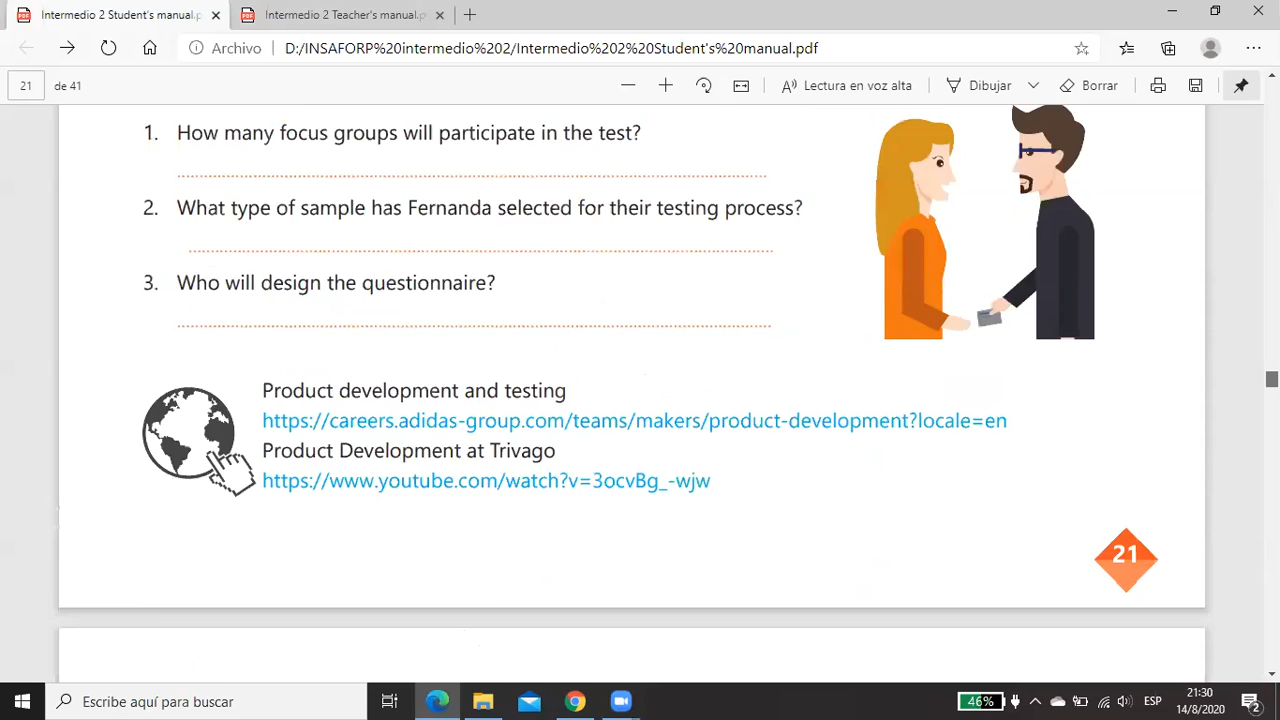 Intermedio 2 Student's manual.p
Intermedio 2 Teacher's manual.p
Archivo
D:/INSAFORP%20intermedio%202/Intermedio%202%20Student's%20manual.pdf
21 de 41
Lectura en voz alta
Dibujar
Borrar
1. How many focus groups will participate in the test?
2. What type of sample has Fernanda selected for their testing process?
3. Who will design the questionnaire?
Product development and testing
https://careers.adidas-group.com/teams/makers/product-development?locale=en
Product Development at Trivago
https://www.youtube.com/watch?v=3ocvBg_-wjw
21
Escribe aquí para buscar
46%
ESP
21:30
14/8/2020
2